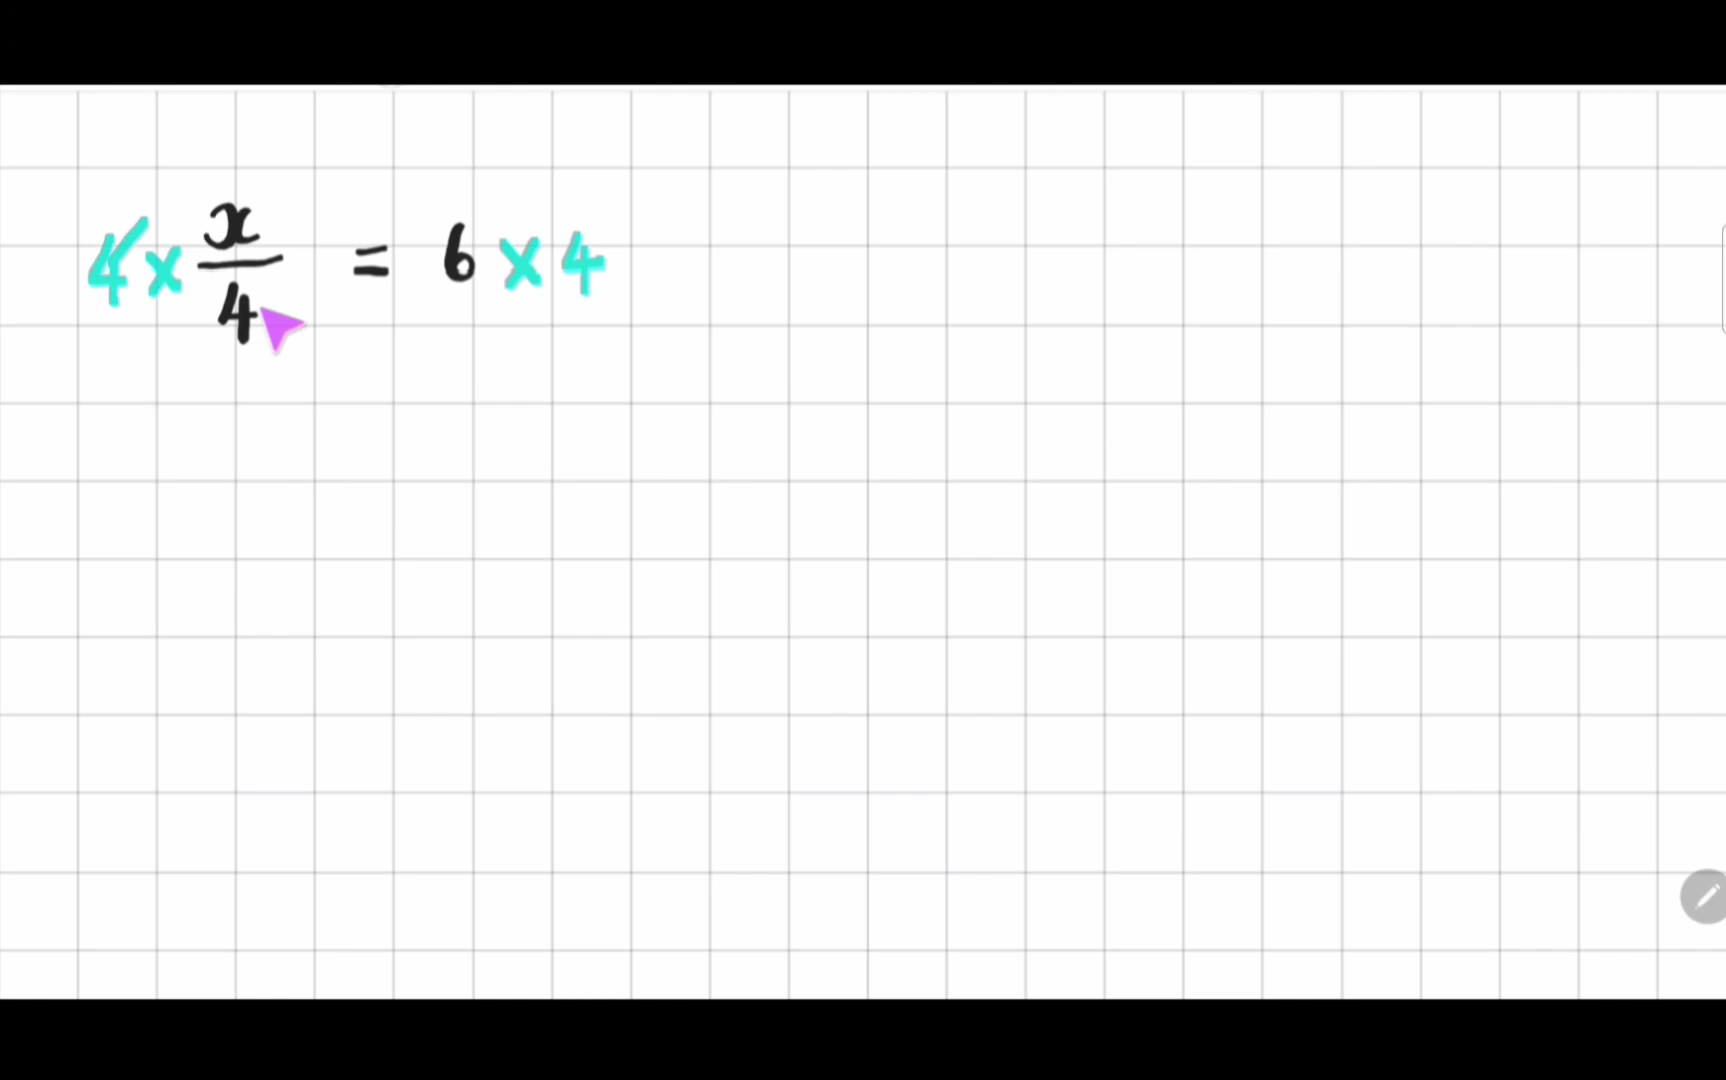 4 × x/4 = 6 × 4